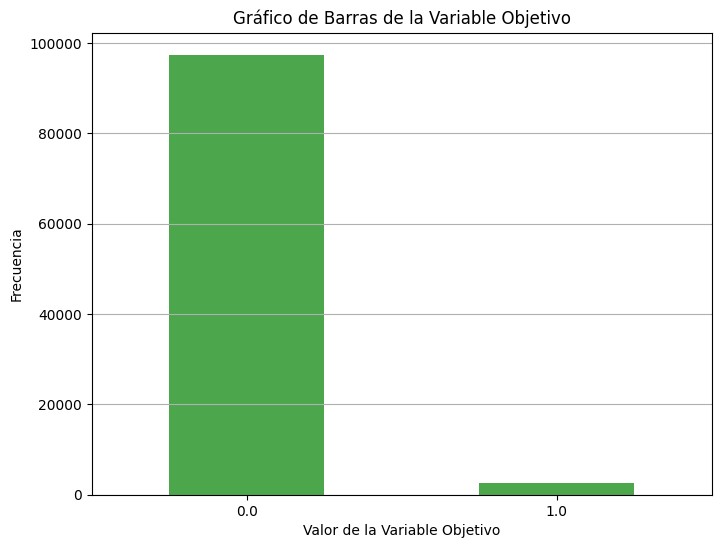 Gráfico de Barras de la Variable Objetivo
100000
80000
60000
40000
20000
0
Frecuencia
0.0
1.0
Valor de la Variable Objetivo